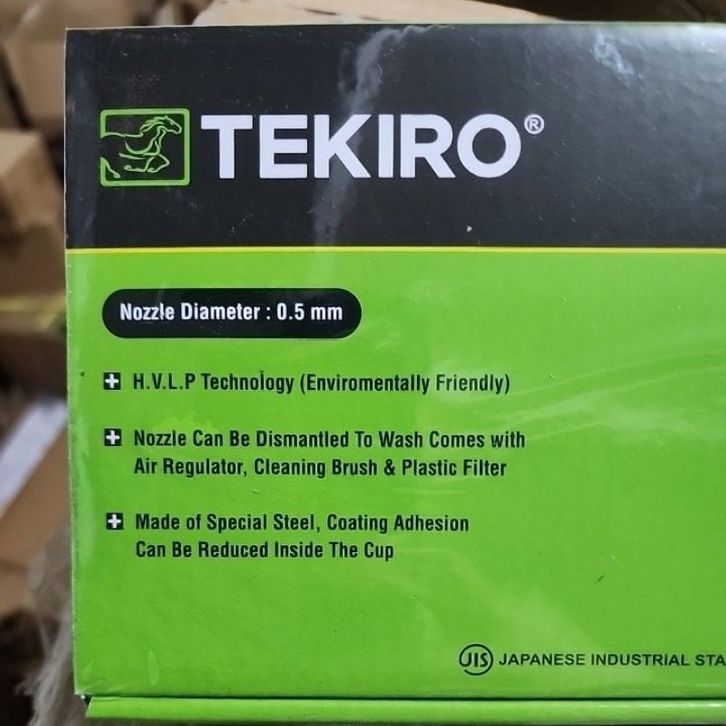 TEKIRO®
Nozzle Diameter : 0.5 mm
H.V.L.P Technology (Enviromentally Friendly)
Nozzle Can Be Dismantled To Wash Comes with
Air Regulator, Cleaning Brush & Plastic Filter
Made of Special Steel, Coating Adhesion
Can Be Reduced Inside The Cup
JIS JAPANESE INDUSTRIAL STA